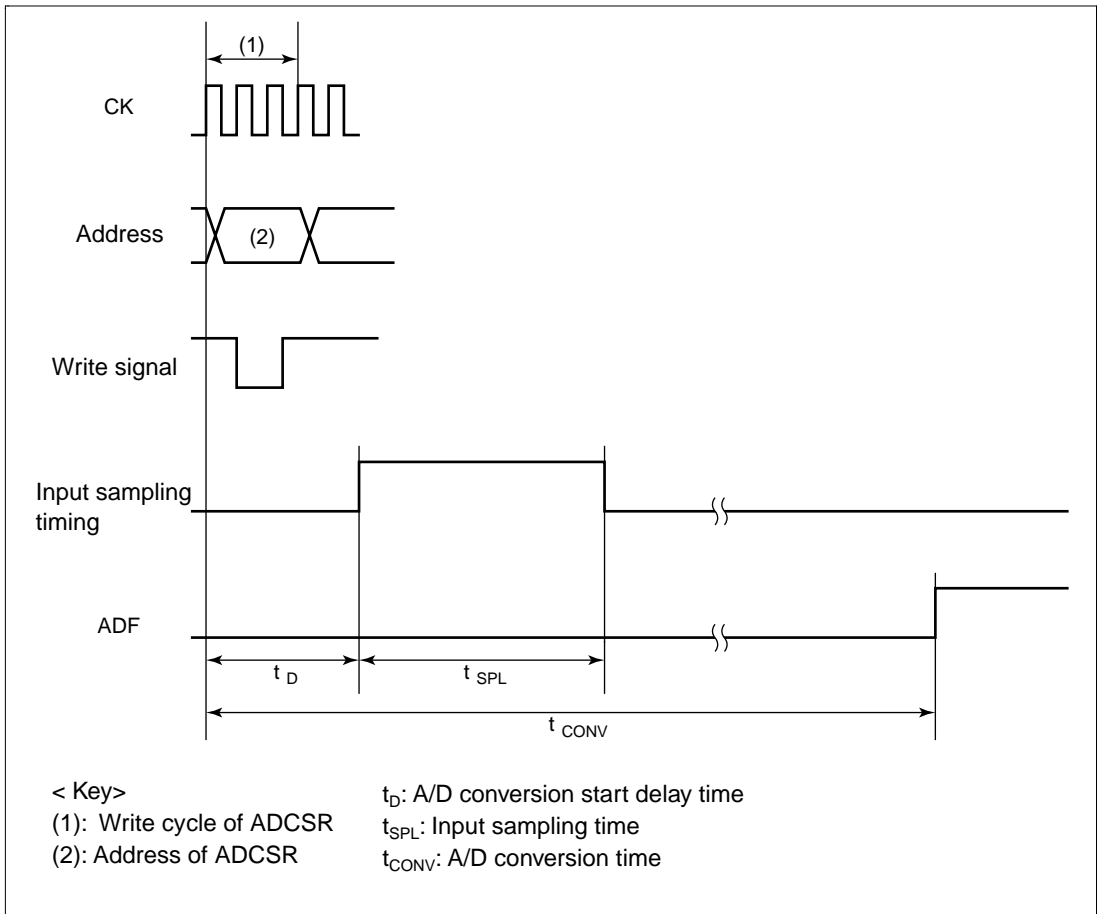 (1)
CK
Address
(2)
Write signal
Input sampling
timing
ADF
t D
t SPL
t CONV
< Key>
(1): Write cycle of ADCSR
(2): Address of ADCSR
tD: A/D conversion start delay time
tSPL: Input sampling time
tCONV: A/D conversion time